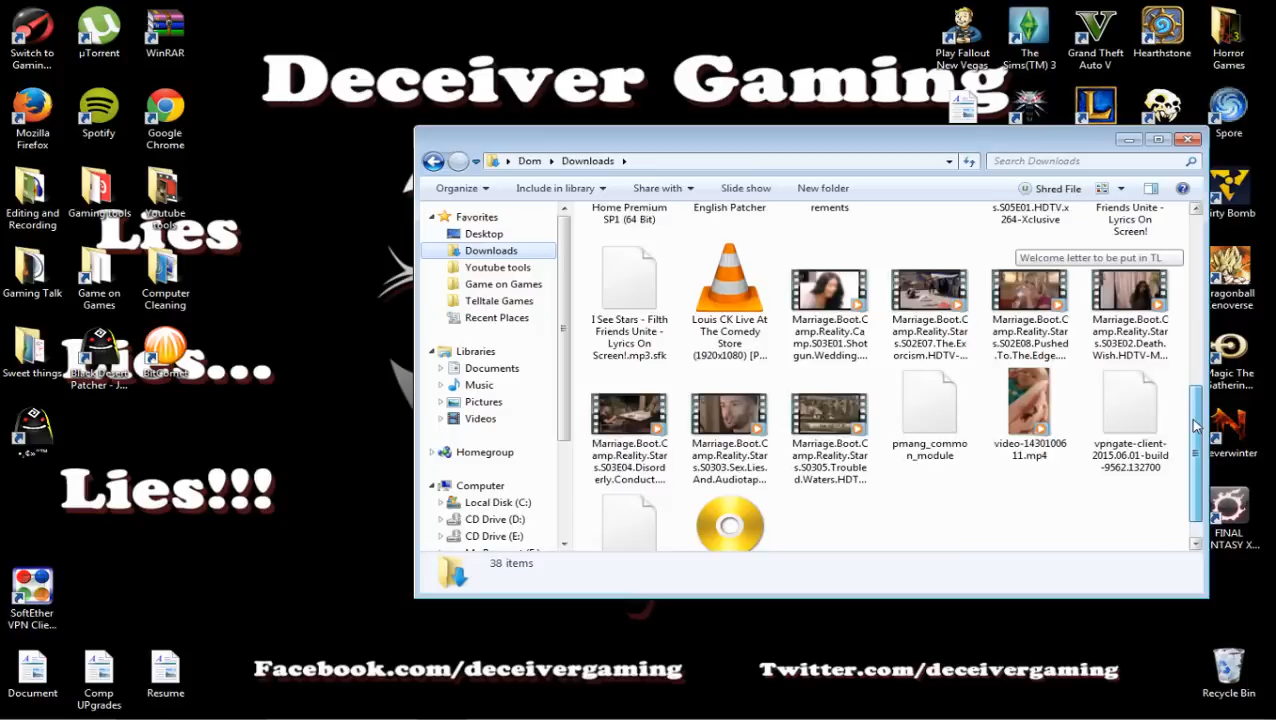 Deceiver Gaming
Lies
Lies...
Lies!!!
Facebook.com/deceivergaming
Twitter.com/deceivergaming
Switch to
Gamin...
µTorrent
WinRAR
Mozilla
Firefox
Spotify
Google
Chrome
Editing and
Recording
Gaming tools
Youtube
tools
Gaming Talk
Game on
Games
Computer
Cleaning
Sweet things
Black Desert
Patcher - J...
BitComet
SoftEther
VPN Clie...
Document
Comp
UPgrades
Resume
Play Fallout
New Vegas
The
Sims(TM) 3
Grand Theft
Auto V
Hearthstone
Horror
Games
Spore
irty Bomb
ragonball
enoverse
Magic The
Gatherin...
everwinter
FINAL
NTASY X...
Recycle Bin
Dom
Downloads
Search Downloads
Organize
Include in library
Share with
Slide show
New folder
Shred File
Favorites
Desktop
Downloads
Youtube tools
Game on Games
Telltale Games
Recent Places
Libraries
Documents
Music
Pictures
Videos
Homegroup
Computer
Local Disk (C:)
CD Drive (D:)
CD Drive (E:)
Home Premium
SP1 (64 Bit)
English Patcher
rements
s.S05E01.HDTV.x
264-Xclusive
Friends Unite -
Lyrics On
Screen!
Welcome letter to be put in TL
I See Stars - Filth
Friends Unite -
Lyrics On
Screen!.mp3.sfk
Louis CK Live At
The Comedy
Store
(1920x1080) [P...
Marriage.Boot.C
amp.Reality.Ca
mp.S03E01.Shot
gun.Wedding....
Marriage.Boot.C
amp.Reality.Star
s.S02E07.The.Ex
orcism.HDTV-...
Marriage.Boot.C
amp.Reality.Star
s.S02E08.Pushed
.To.The.Edge....
Marriage.Boot.C
amp.Reality.Star
s.S03E02.Death.
Wish.HDTV-M...
Marriage.Boot.C
amp.Reality.Star
s.S03E04.Disord
erly.Conduct....
Marriage.Boot.C
amp.Reality.Star
s.S0303.Sex.Lies.
And.Audiotap...
Marriage.Boot.C
amp.Reality.Star
s.S0305.Trouble
d.Waters.HDT...
pmang_commo
n_module
video-14301006
11.mp4
vpngate-client-
2015.06.01-build
-9562.132700
38 items